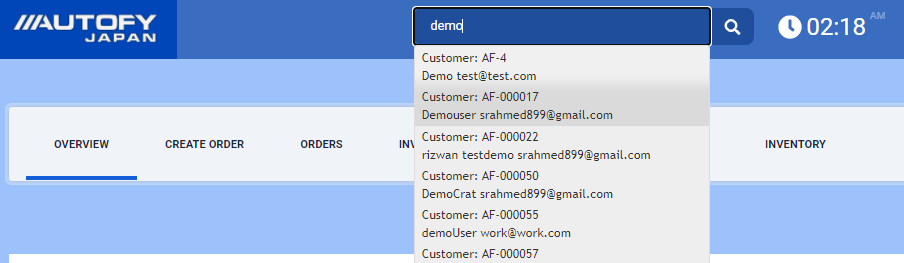 //AUTOFY
JAPAN
demo
02:18 AM
Customer: AF-4
Demo test@test.com
Customer: AF-000017
Demouser srahmed899@gmail.com
Customer: AF-000022
rizwan testdemo srahmed899@gmail.com
Customer: AF-000050
DemoCrat srahmed899@gmail.com
Customer: AF-000055
demoUser work@work.com
Customer: AF-000057
OVERVIEW CREATE ORDER ORDERS INVENTORY